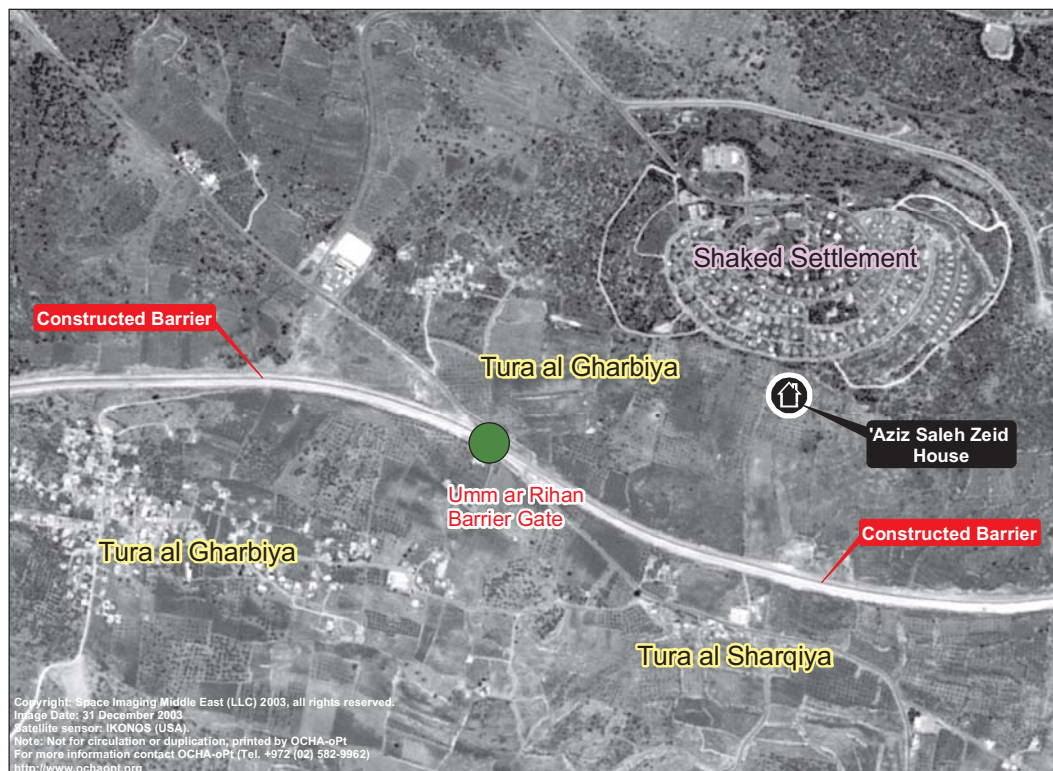 Shaked Settlement
Constructed Barrier
Tura al Gharbiya
'Aziz Saleh Zeid
House
Umm ar Rihan
Barrier Gate
Constructed Barrier
Tura al Gharbiya
Tura al Sharqiya
Copyright: Space Imaging Middle East (LLC) 2003, all rights reserved.
Image Date: 31 December 2003
Satellite sensor: IKONOS (USA).
Note: Not for circulation or duplication, printed by OCHA-oPt
For more information contact OCHA-oPt (Tel. +972 (02) 582-9962)
http://www.ochaopt.org